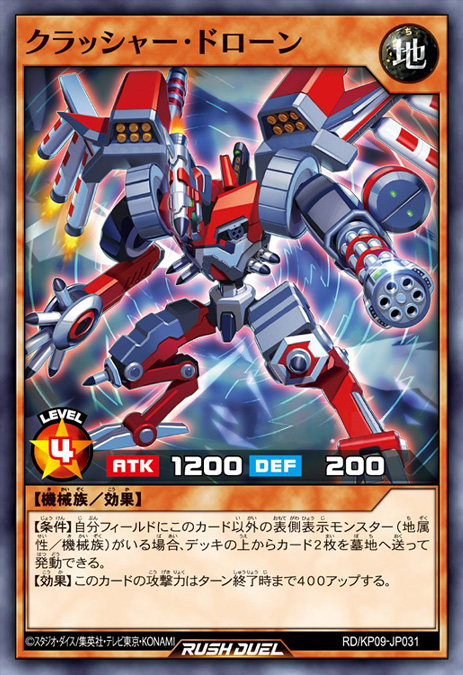 クラッシャー・ドローン
ち
地
LEVEL
4
ATK 1200 DEF 200
【機械族／効果】
【条件】自分フィールドにこのカード以外の表側表示モンスター（地属
性／機械族）がいる場合、デッキの上からカード2枚を墓地へ送って
発動できる。
【効果】このカードの攻撃力はターン終了時まで400アップする。
©スタジオ・ダイス/集英社・テレビ東京・KONAMI
RUSH DUEL
RD/KP09-JP031